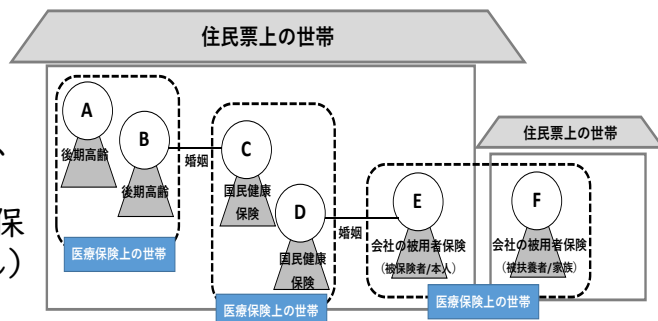 住民票上の世帯
住民票上の世帯
A
B
C
D
E
F
後期高齢
後期高齢
婚姻
国民健康
保険
国民健康
保険
婚姻
会社の被用者保険
（被保険者/本人）
会社の被用者保険
（被扶養者/家族）
医療保険上の世帯
医療保険上の世帯
医療保険上の世帯
、
保
）